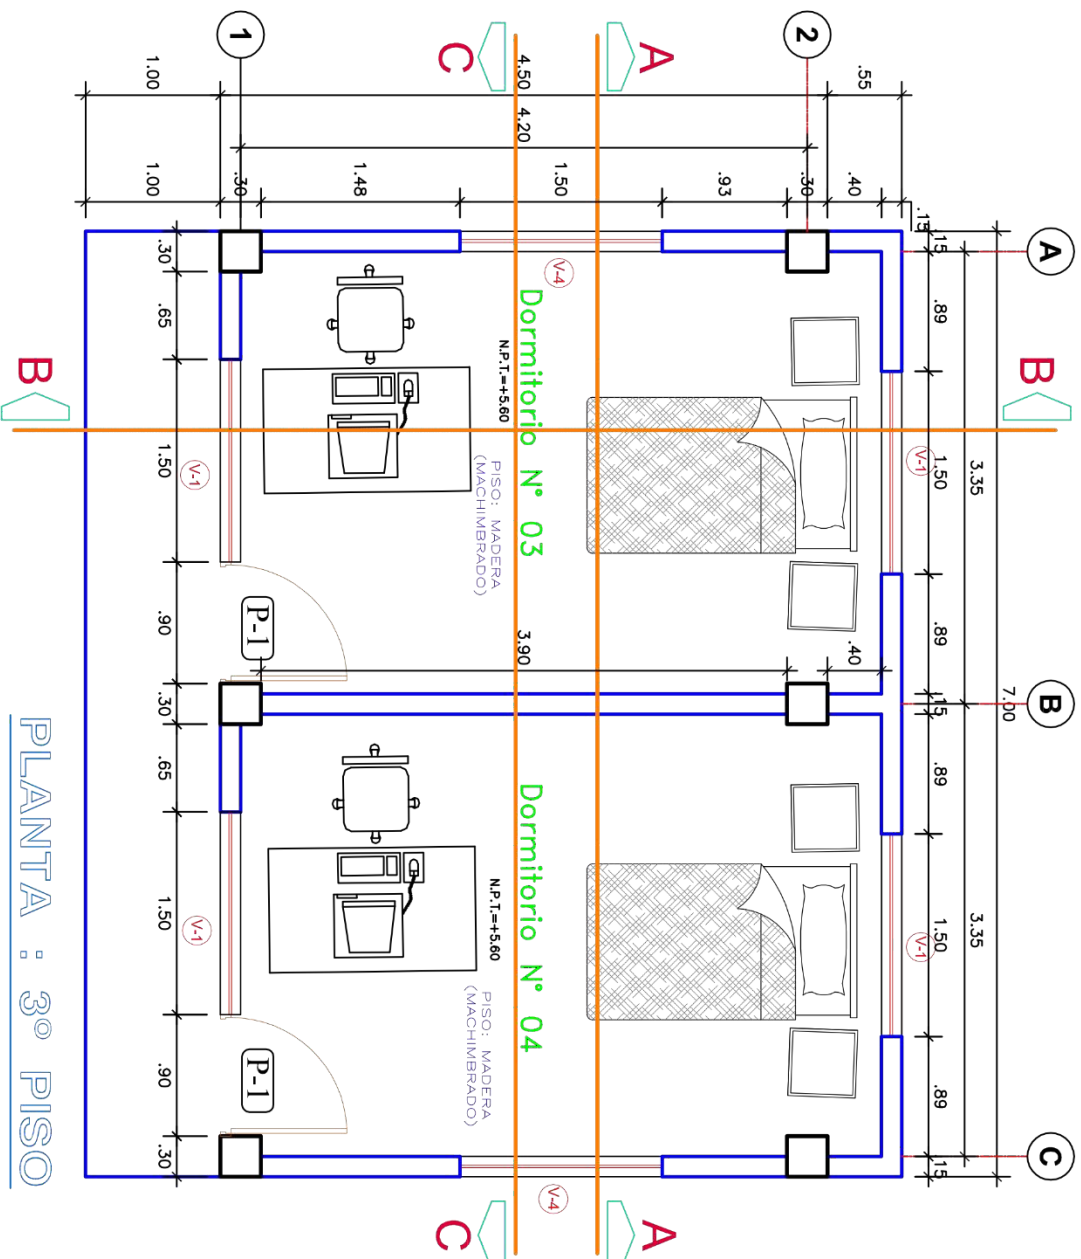 A B C
B
7.00
3.35 3.35
.15 .15 .89 1.50 .89 .15 .89 1.50 .89 .15
V-1 V-1
.55
.40
.40
2
.30
.93
A A
Dormitorio N° 03
Dormitorio N° 04
V-4 V-4
4.50 4.20 1.50
3.90
N.P.T.=+5.60
PISO: MADERA
(MACHIMBRADO)
N.P.T.=+5.60
PISO: MADERA
(MACHIMBRADO)
C C
1.48
P-1 P-1
1
.30
V-1 V-1
.30 .65 1.50 .90 .30 .65 1.50 .90 .30
1.00 1.00
B
PLANTA : 3º PISO